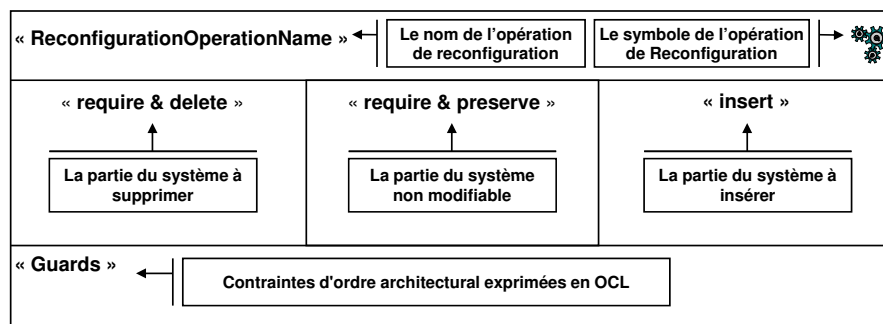 « ReconfigurationOperationName »
Le nom de l'opération
de reconfiguration
Le symbole de l'opération
de Reconfiguration
« require & delete »
« require & preserve »
« insert »
La partie du système à
supprimer
La partie du système
non modifiable
La partie du système à
insérer
« Guards »
Contraintes d'ordre architectural exprimées en OCL